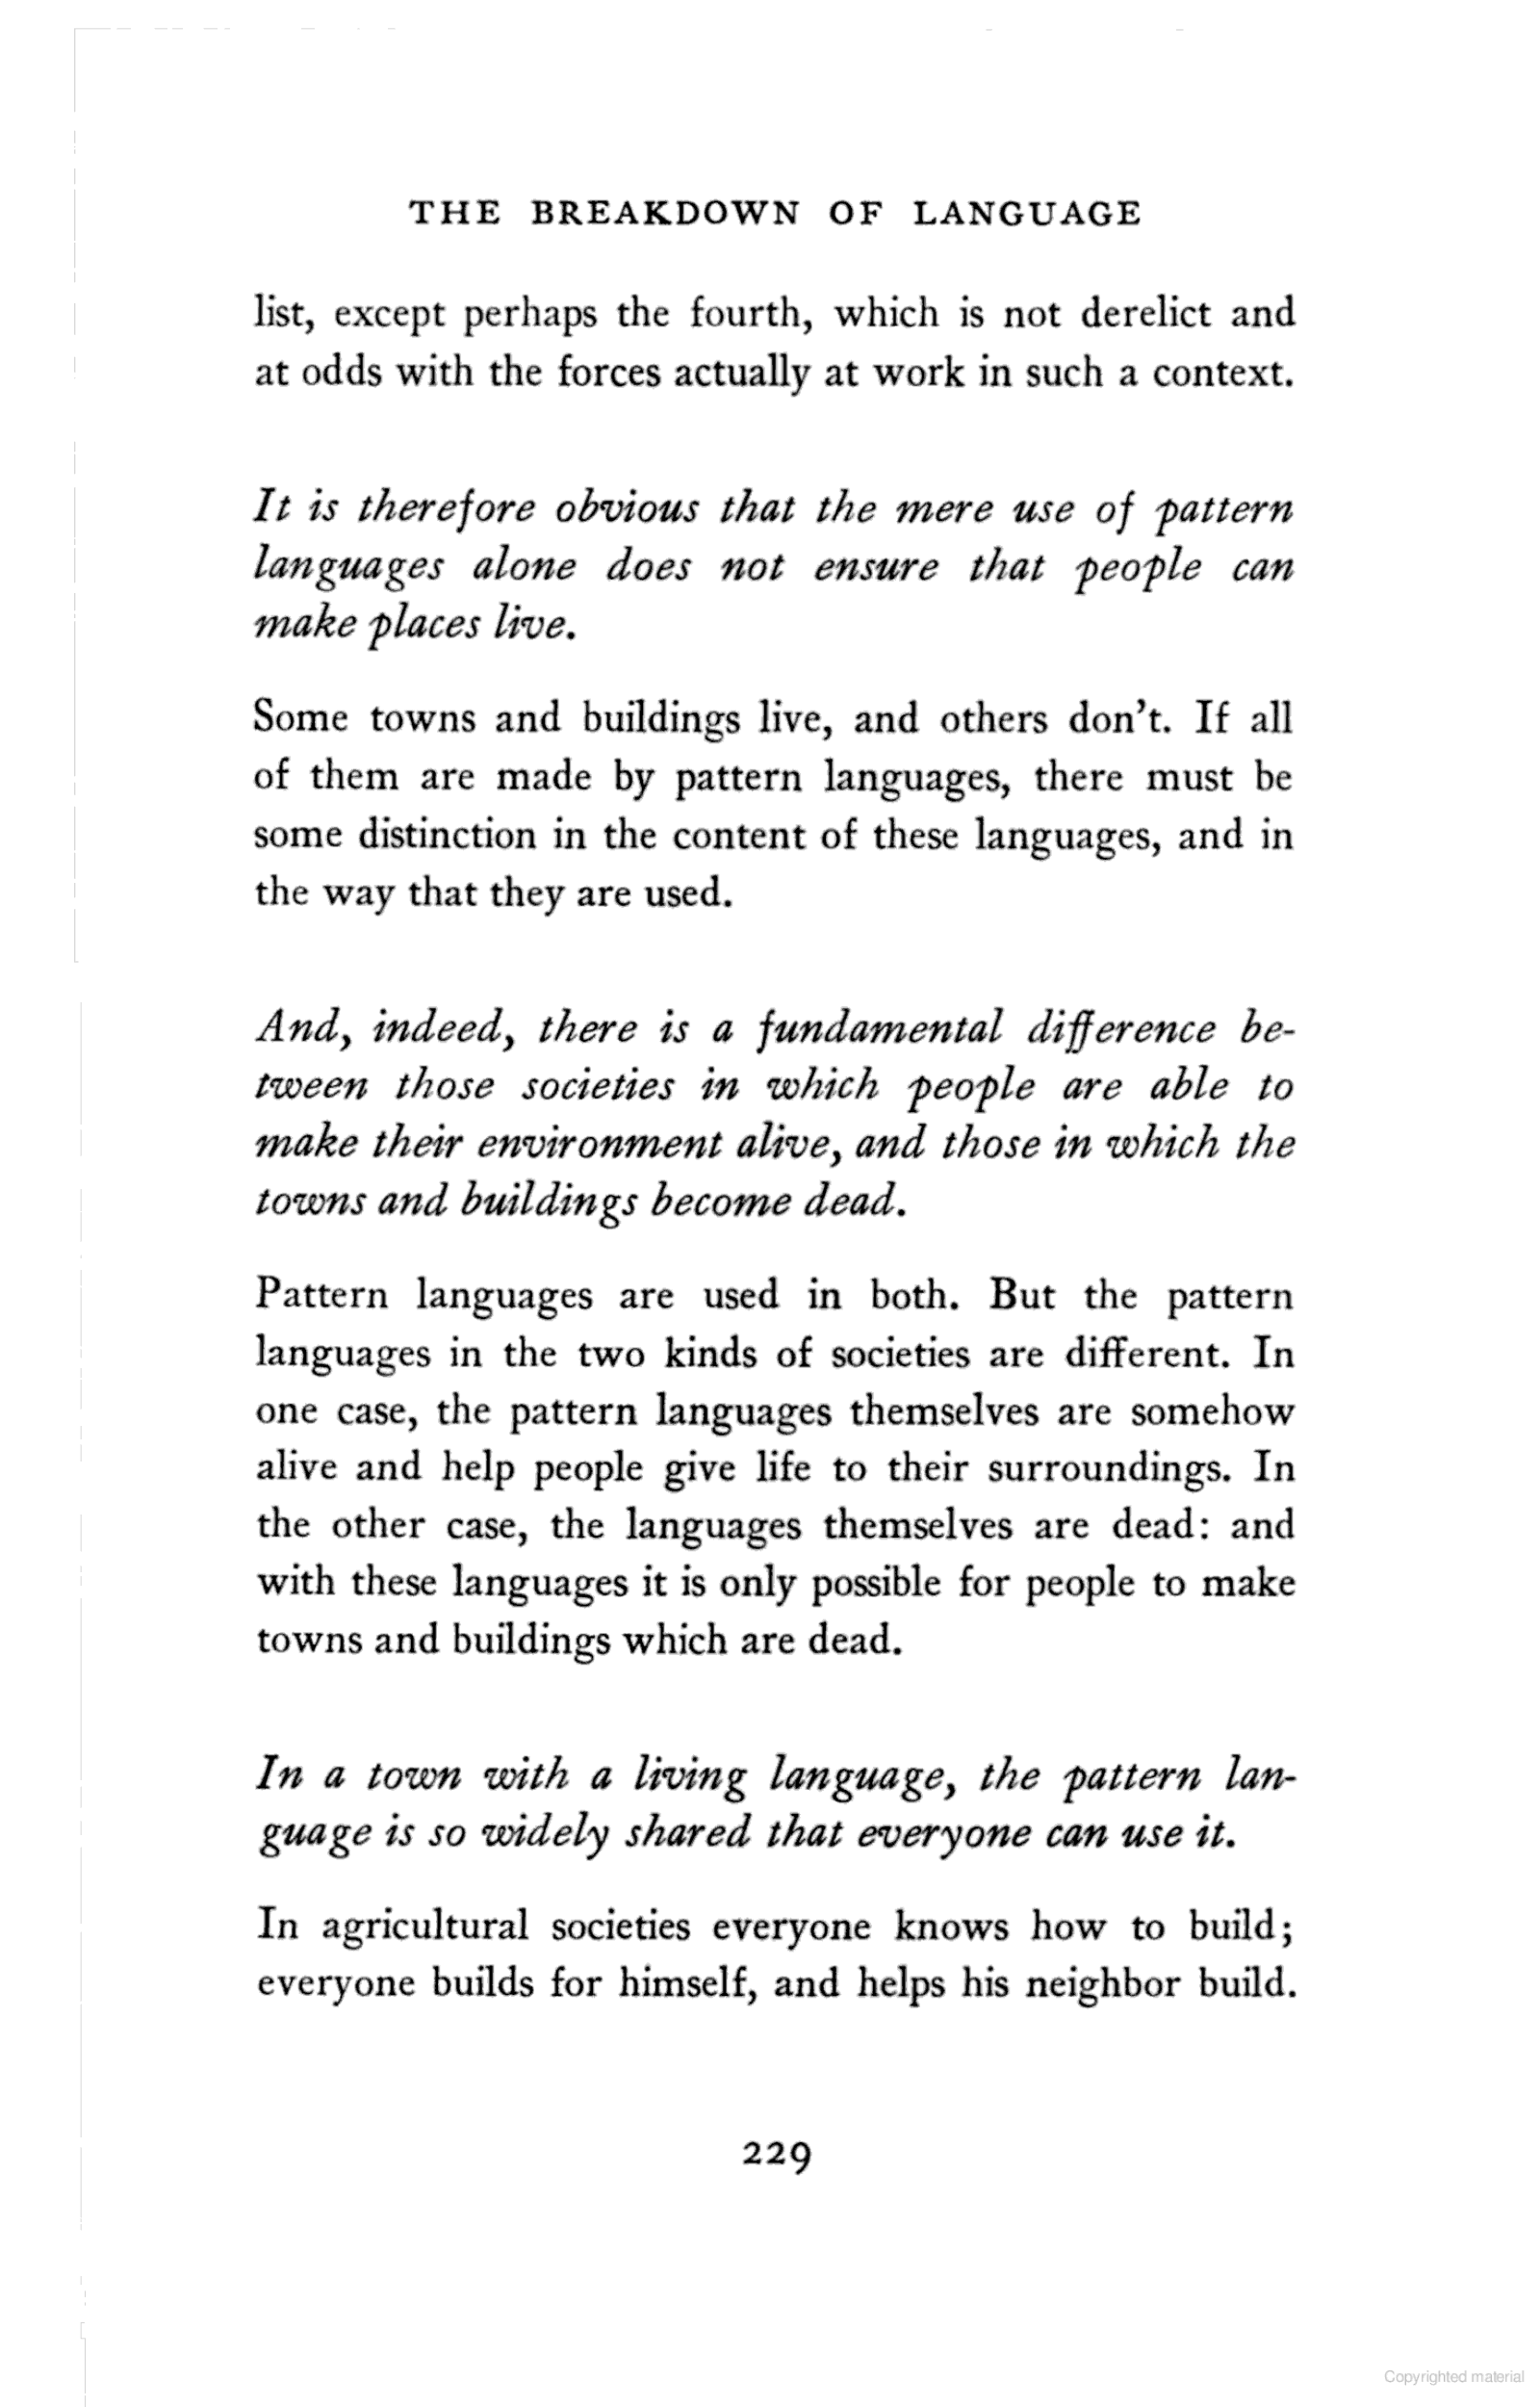 THE BREAKDOWN OF LANGUAGE
list, except perhaps the fourth, which is not derelict and
at odds with the forces actually at work in such a context.
It is therefore obvious that the mere use of pattern
languages alone does not ensure that people can
make places live.
Some towns and buildings live, and others don't. If all
of them are made by pattern languages, there must be
some distinction in the content of these languages, and in
the way that they are used.
And, indeed, there is a fundamental difference be-
tween those societies in which people are able to
make their environment alive, and those in which the
towns and buildings become dead.
Pattern languages are used in both. But the pattern
languages in the two kinds of societies are different. In
one case, the pattern languages themselves are somehow
alive and help people give life to their surroundings. In
the other case, the languages themselves are dead: and
with these languages it is only possible for people to make
towns and buildings which are dead.
In a town with a living language, the pattern lan-
guage is so widely shared that everyone can use it.
In agricultural societies everyone knows how to build;
everyone builds for himself, and helps his neighbor build.
229
Copyrighted material